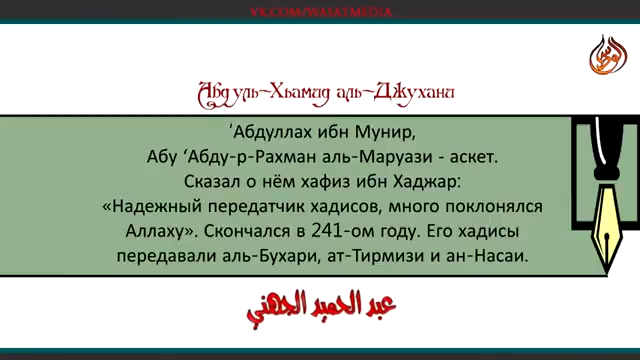 VK.COM/WASATMEDIA
Абдуль-Хьамид аль-Джухани
'Абдуллах ибн Мунир,
Абу ‘Абду-р-Рахман аль-Маруази - аскет.
Сказал о нём хафиз ибн Хаджар:
«Надежный передатчик хадисов, много поклонялся
Аллаху». Скончался в 241-ом году. Его хадисы
передавали аль-Бухари, ат-Тирмизи и ан-Насаи.
عبد الحميد الجهني